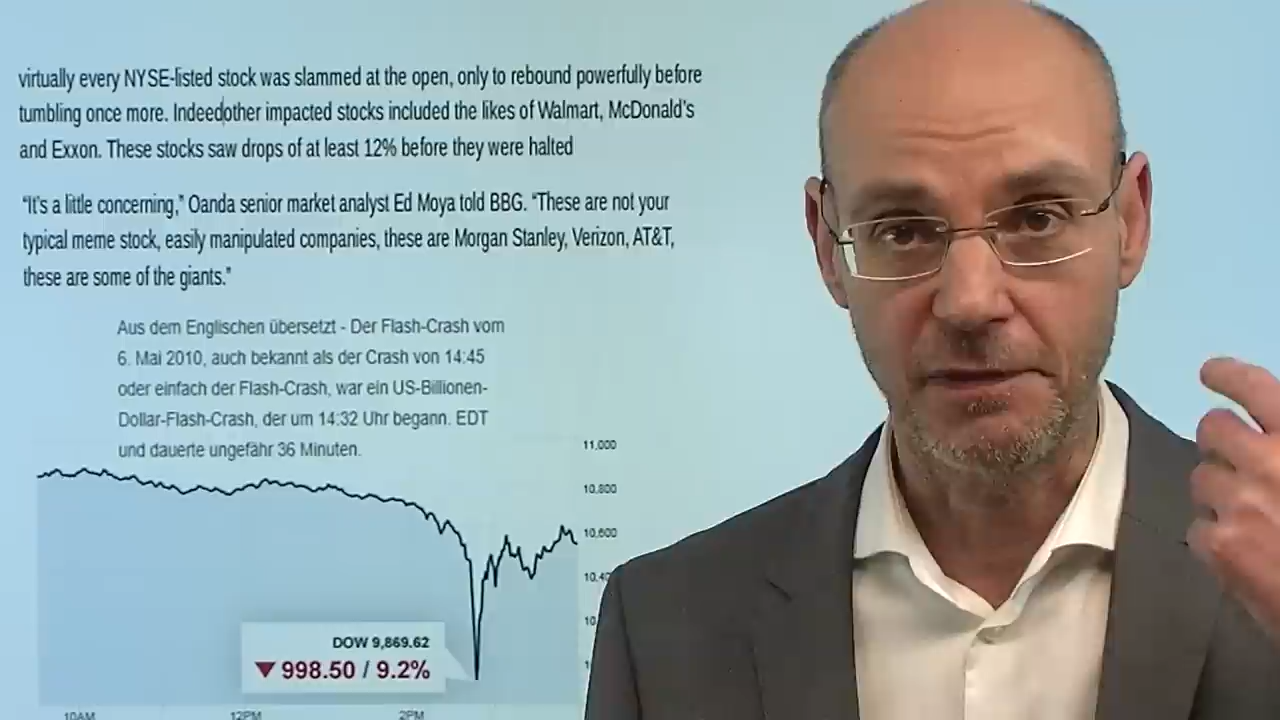 virtually every NYSE-listed stock was slammed at the open, only to rebound powerfully before
tumbling once more. Indeedother impacted stocks included the likes of Walmart, McDonald's
and Exxon. These stocks saw drops of at least 12% before they were halted
"It's a little concerning," Oanda senior market analyst Ed Moya told BBG. "These are not your
typical meme stock, easily manipulated companies, these are Morgan Stanley, Verizon, AT&T,
these are some of the giants."
Aus dem Englischen übersetzt - Der Flash-Crash vom
6. Mai 2010, auch bekannt als der Crash von 14:45
oder einfach der Flash-Crash, war ein US-Billionen-
Dollar-Flash-Crash, der um 14:32 Uhr begann. EDT
und dauerte ungefähr 36 Minuten.
11,000
10,800
10,600
10,40
10
DOW 9,869.62
▼ 998.50 / 9.2%
10AM
12PM
2PM